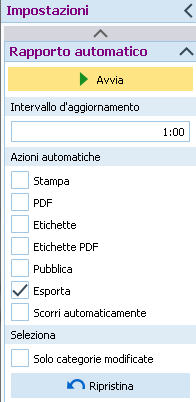 Impostazioni
Rapporto automatico
Avvia
Intervallo d'aggiornamento
1:00
Azioni automatiche
Stampa
PDF
Etichette
Etichette PDF
Pubblica
Esporta
Scorri automaticamente
Seleziona
Solo categorie modificate
Ripristina